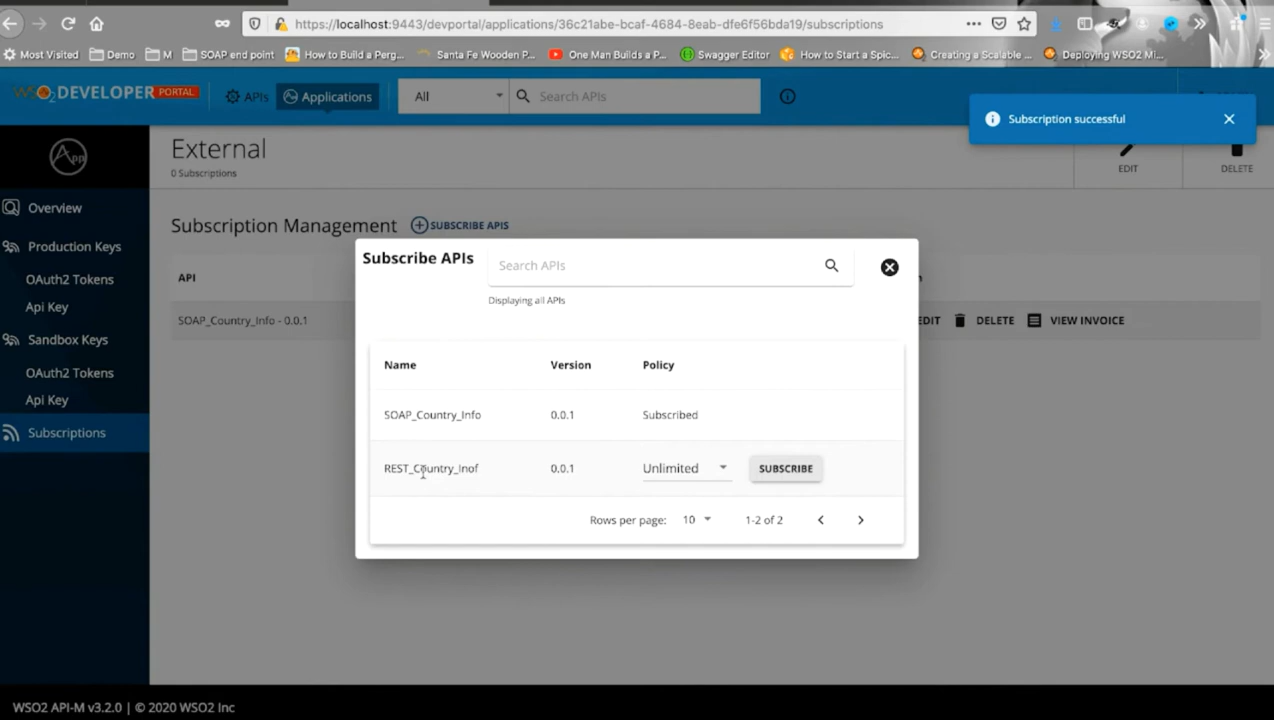 https://localhost:9443/devportal/applications/36c21abe-bcaf-4684-8eab-dfe6f56bda19/subscriptions
Most Visited Demo M SOAP end point How to Build a Perg... Santa Fe Wooden P... One Man Builds a P... Swagger Editor How to Start a Spic... Creating a Scalable ... Deploying WSO2 Mi...
WSO2 DEVELOPER PORTAL APIs Applications All Search APIs
Subscription successful
App
External
0 Subscriptions
EDIT DELETE
Overview
Production Keys
OAuth2 Tokens
Api Key
Sandbox Keys
OAuth2 Tokens
Api Key
Subscriptions
Subscription Management SUBSCRIBE APIS
API
SOAP_Country_Info - 0.0.1 EDIT DELETE VIEW INVOICE
Subscribe APIs Search APIs
Displaying all APIs
Name Version Policy
SOAP_Country_Info 0.0.1 Subscribed
REST_Country_Inof 0.0.1 Unlimited SUBSCRIBE
Rows per page: 10 1-2 of 2
WSO2 API-M v3.2.0 | © 2020 WSO2 Inc